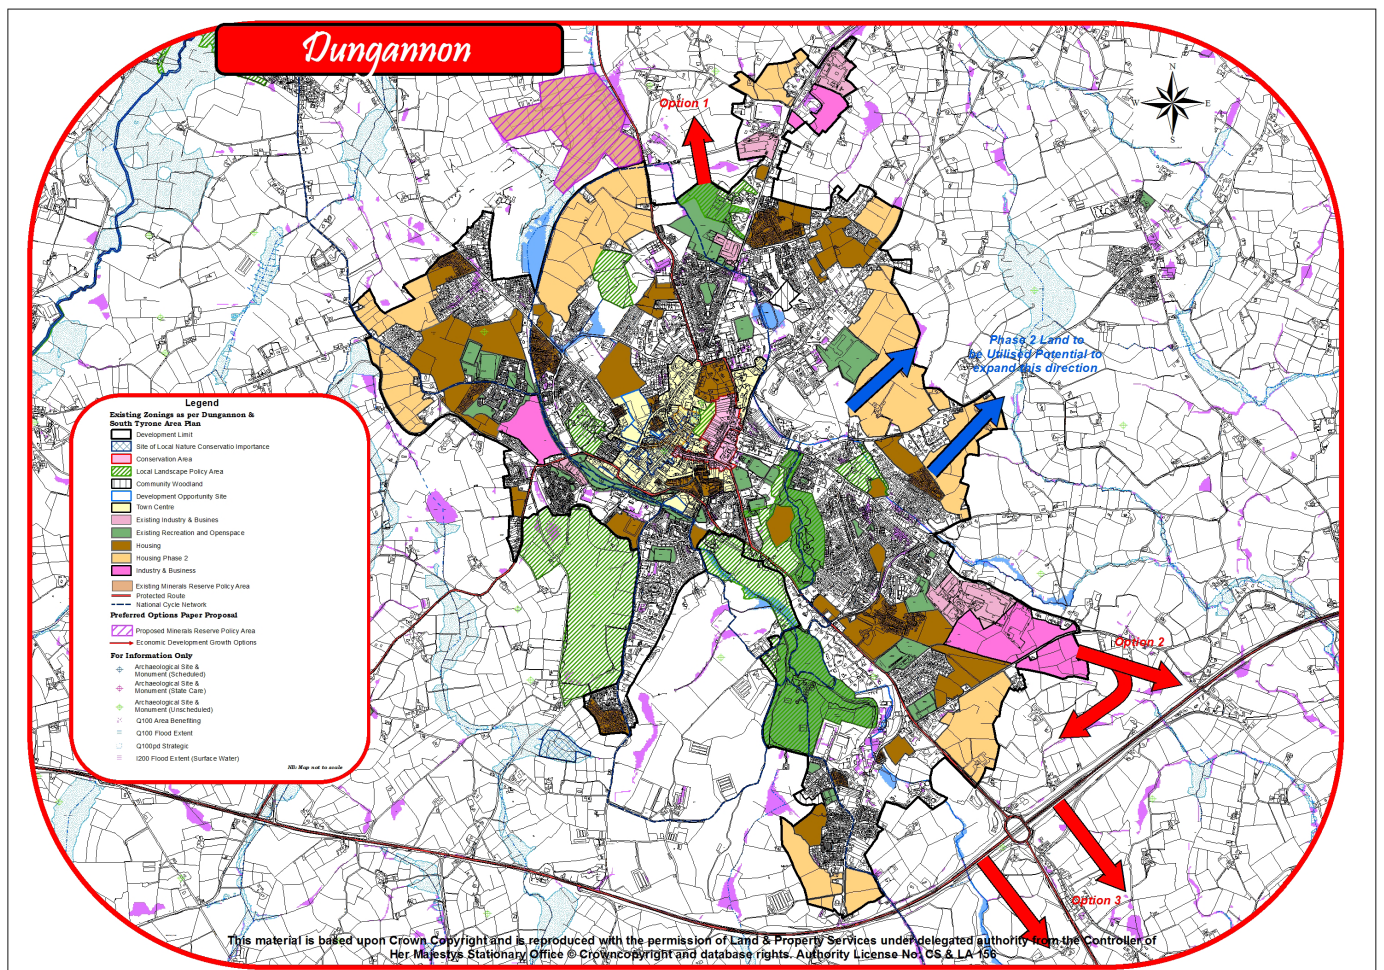 Dungannon
Option 1
N
W
E
S
Phase 2 Land to
be Utilised Potential to
expand this direction
Legend
Existing Zonings as per Dungannon &
South Tyrone Area Plan
Development Limit
Site of Local Nature Conservatio Importance
Conservation Area
Local Landscape Policy Area
Community Woodland
Development Opportunity Site
Town Centre
Existing Industry & Busines
Existing Recreation and Openspace
Housing
Housing Phase 2
Industry & Business
Existing Minerals Reserve Policy Area
Protected Route
National Cycle Network
Preferred Options Paper Proposal
Proposed Minerals Reserve Policy Area
Economic Development Growth Options
For Information Only
Archaeological Site &
Monument (Scheduled)
Archaeological Site &
Monument (State Care)
Archaeological Site &
Monument (Unscheduled)
Q100 Area Benefiting
Q100 Flood Extent
Q100pd Strategic
I200 Flood Extent (Surface Water)
NB: Map not to scale
Option 2
Option 3
This material is based upon Crown Copyright and is reproduced with the permission of Land & Property Services under delegated authority from the Controller of
Her Majestys Stationary Office © Crowncopyright and database rights. Authority License No. CS & LA 156